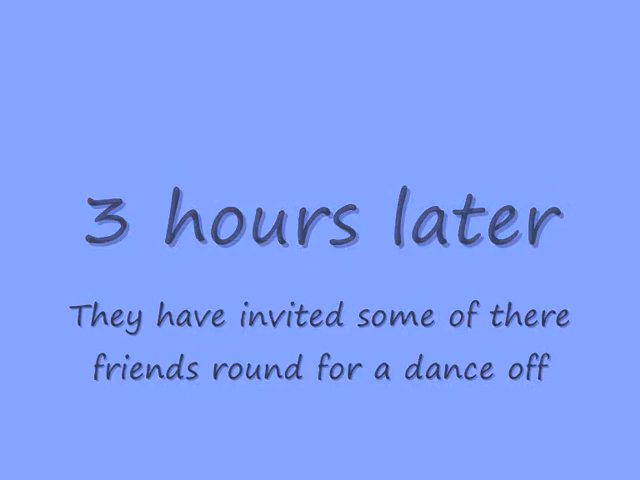 3 hours later
They have invited some of there
friends round for a dance off